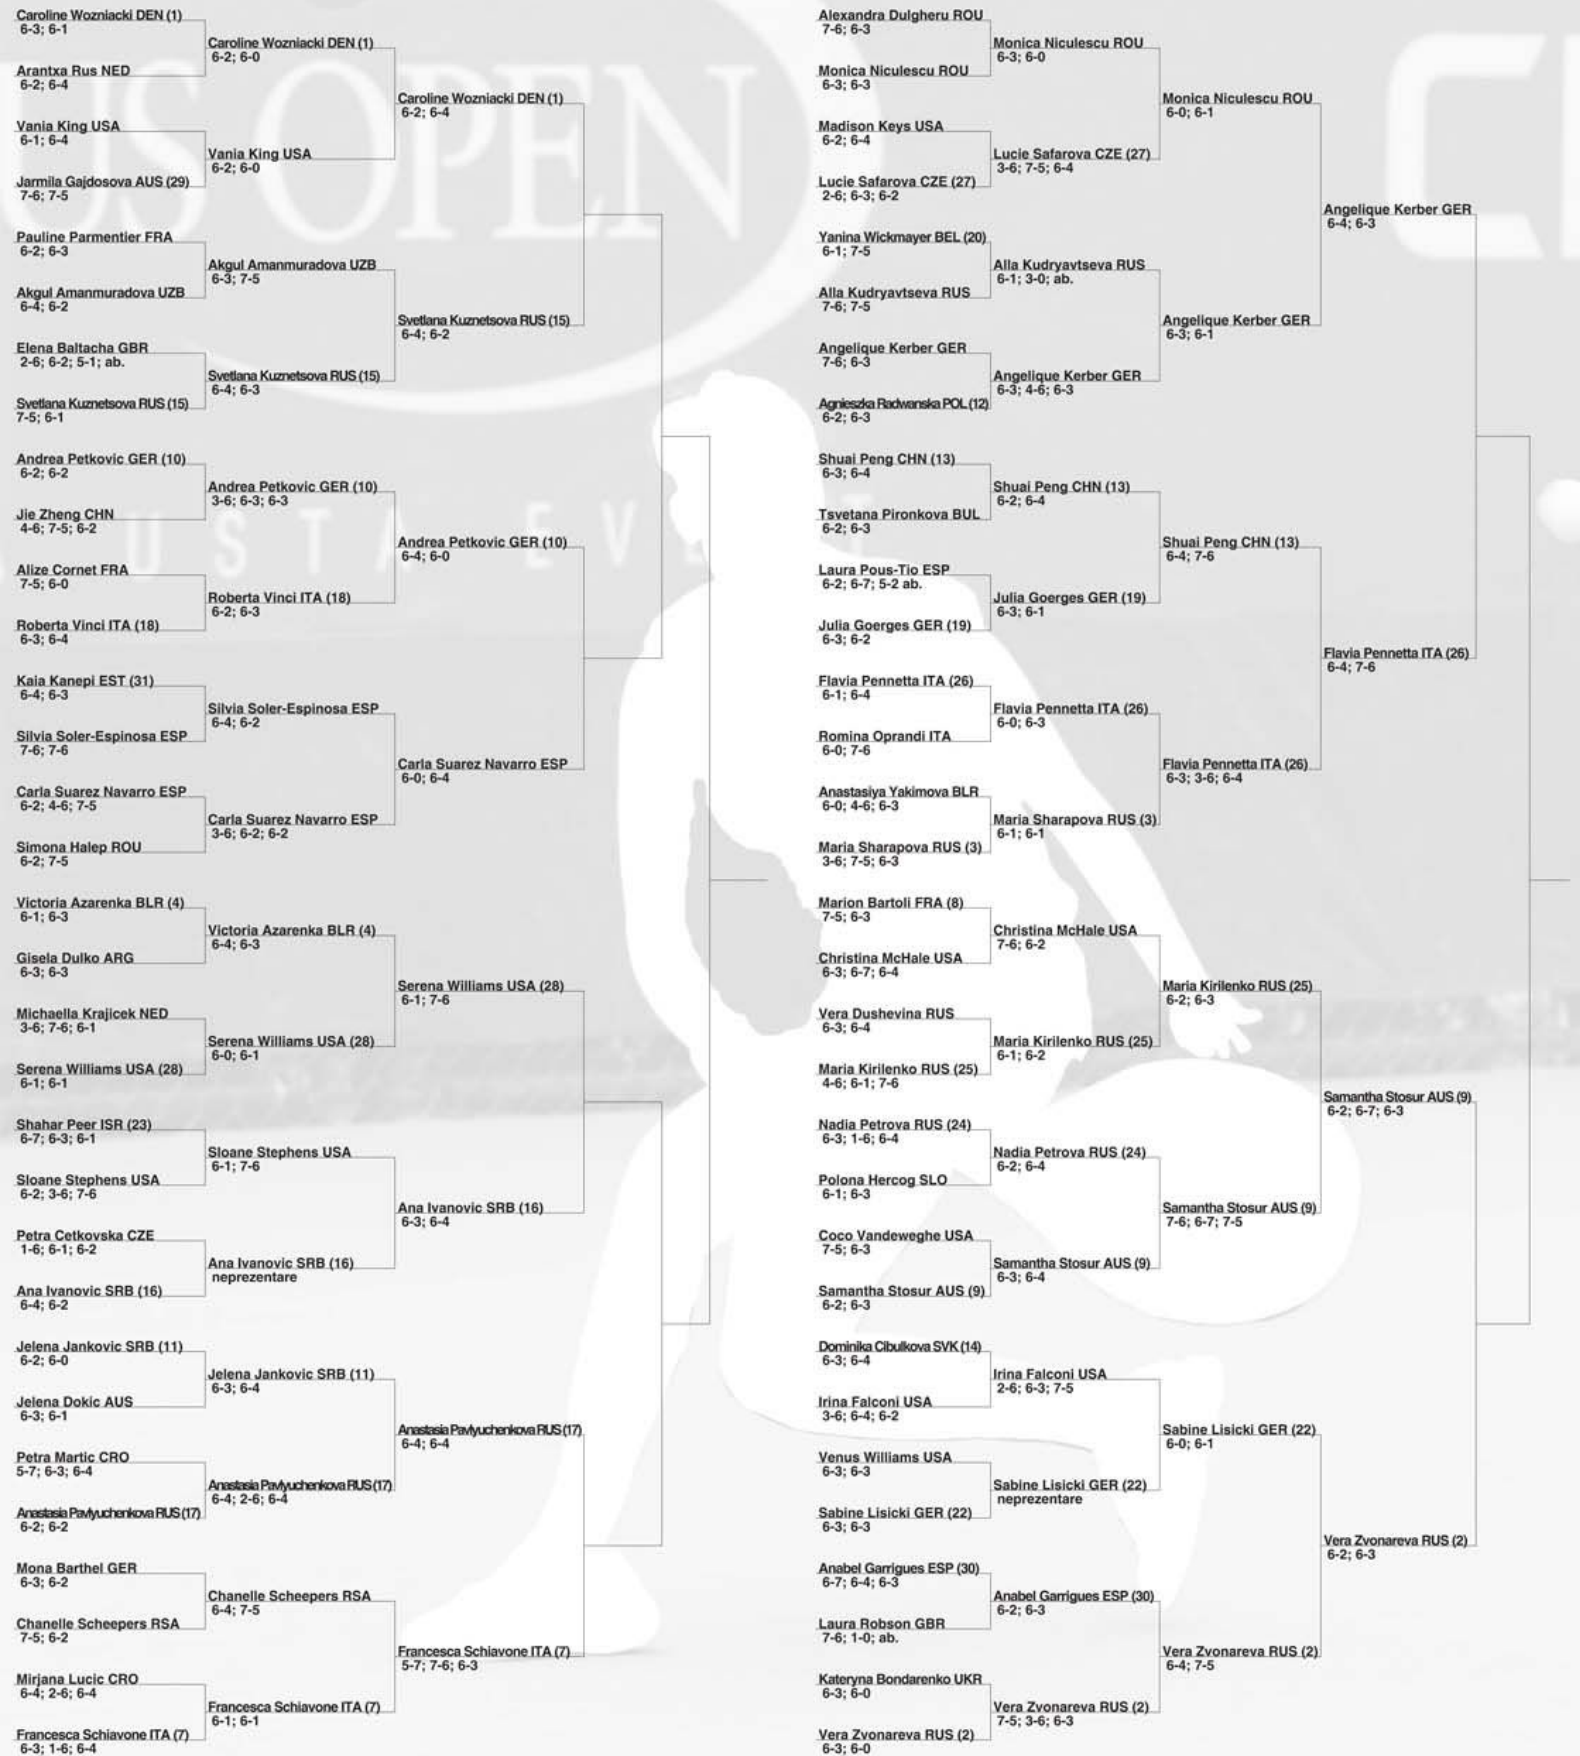 Caroline Wozniacki DEN (1)
6-3; 6-1
Caroline Wozniacki DEN (1)
6-2; 6-0
Arantxa Rus NED
6-2; 6-4
Caroline Wozniacki DEN (1)
6-2; 6-4
Vania King USA
6-1; 6-4
Vania King USA
6-2; 6-0
Jarmila Gajdosova AUS (29)
7-6; 7-5
Pauline Parmentier FRA
6-2; 6-3
Akgul Amanmuradova UZB
6-3; 7-5
Akgul Amanmuradova UZB
6-4; 6-2
Svetlana Kuznetsova RUS (15)
6-4; 6-2
Elena Baltacha GBR
2-6; 6-2; 5-1; ab.
Svetlana Kuznetsova RUS (15)
6-4; 6-3
Svetlana Kuznetsova RUS (15)
7-5; 6-1
Andrea Petkovic GER (10)
6-2; 6-2
Andrea Petkovic GER (10)
3-6; 6-3; 6-3
Jie Zheng CHN
4-6; 7-5; 6-2
Andrea Petkovic GER (10)
6-4; 6-0
Alize Cornet FRA
7-5; 6-0
Roberta Vinci ITA (18)
6-2; 6-3
Roberta Vinci ITA (18)
6-3; 6-4
Kaia Kanepi EST (31)
6-4; 6-3
Silvia Soler-Espinosa ESP
6-4; 6-2
Silvia Soler-Espinosa ESP
7-6; 7-6
Carla Suarez Navarro ESP
6-0; 6-4
Carla Suarez Navarro ESP
6-2; 4-6; 7-5
Carla Suarez Navarro ESP
3-6; 6-2; 6-2
Simona Halep ROU
6-2; 7-5
Victoria Azarenka BLR (4)
6-1; 6-3
Victoria Azarenka BLR (4)
6-4; 6-3
Gisela Dulko ARG
6-3; 6-3
Serena Williams USA (28)
6-1; 7-6
Michaella Krajicek NED
3-6; 7-6; 6-1
Serena Williams USA (28)
6-0; 6-1
Serena Williams USA (28)
6-1; 6-1
Shahar Peer ISR (23)
6-7; 6-3; 6-1
Sloane Stephens USA
6-1; 7-6
Sloane Stephens USA
6-2; 3-6; 7-6
Ana Ivanovic SRB (16)
6-3; 6-4
Petra Cetkovska CZE
1-6; 6-1; 6-2
Ana Ivanovic SRB (16)
neprezentare
Ana Ivanovic SRB (16)
6-4; 6-2
Jelena Jankovic SRB (11)
6-2; 6-0
Jelena Jankovic SRB (11)
6-3; 6-4
Jelena Dokic AUS
6-3; 6-1
Anastasia Pavlyuchenkova RUS (17)
6-4; 6-4
Petra Martic CRO
5-7; 6-3; 6-4
Anastasia Pavlyuchenkova RUS (17)
6-4; 2-6; 6-4
Anastasia Pavlyuchenkova RUS (17)
6-2; 6-2
Mona Barthel GER
6-3; 6-2
Chanelle Scheepers RSA
6-4; 7-5
Chanelle Scheepers RSA
7-5; 6-2
Francesca Schiavone ITA (7)
5-7; 7-6; 6-3
Mirjana Lucic CRO
6-4; 2-6; 6-4
Francesca Schiavone ITA (7)
6-1; 6-1
Francesca Schiavone ITA (7)
6-3; 1-6; 6-4
Alexandra Dulgheru ROU
7-6; 6-3
Monica Niculescu ROU
6-3; 6-0
Monica Niculescu ROU
6-3; 6-3
Monica Niculescu ROU
6-0; 6-1
Madison Keys USA
6-2; 6-4
Lucie Safarova CZE (27)
3-6; 7-5; 6-4
Lucie Safarova CZE (27)
2-6; 6-3; 6-2
Angelique Kerber GER
6-4; 6-3
Yanina Wickmayer BEL (20)
6-1; 7-5
Alla Kudryavtseva RUS
6-1; 3-0; ab.
Alla Kudryavtseva RUS
7-6; 7-5
Angelique Kerber GER
6-3; 6-1
Angelique Kerber GER
7-6; 6-3
Angelique Kerber GER
6-3; 4-6; 6-3
Agnieszka Radwanska POL (12)
6-2; 6-3
Shuai Peng CHN (13)
6-3; 6-4
Shuai Peng CHN (13)
6-2; 6-4
Tsvetana Pironkova BUL
6-2; 6-3
Shuai Peng CHN (13)
6-4; 7-6
Laura Pous-Tio ESP
6-2; 6-7; 5-2 ab.
Julia Goerges GER (19)
6-3; 6-1
Julia Goerges GER (19)
6-3; 6-2
Flavia Pennetta ITA (26)
6-4; 7-6
Flavia Pennetta ITA (26)
6-1; 6-4
Flavia Pennetta ITA (26)
6-0; 6-3
Romina Oprandi ITA
6-0; 7-6
Flavia Pennetta ITA (26)
6-3; 3-6; 6-4
Anastasiya Yakimova BLR
6-0; 4-6; 6-3
Maria Sharapova RUS (3)
6-1; 6-1
Maria Sharapova RUS (3)
3-6; 7-5; 6-3
Marion Bartoli FRA (8)
7-5; 6-3
Christina McHale USA
7-6; 6-2
Christina McHale USA
6-3; 6-7; 6-4
Maria Kirilenko RUS (25)
6-2; 6-3
Vera Dushevina RUS
6-3; 6-4
Maria Kirilenko RUS (25)
6-1; 6-2
Maria Kirilenko RUS (25)
4-6; 6-1; 7-6
Samantha Stosur AUS (9)
6-2; 6-7; 6-3
Nadia Petrova RUS (24)
6-3; 1-6; 6-4
Nadia Petrova RUS (24)
6-2; 6-4
Polona Hercog SLO
6-1; 6-3
Samantha Stosur AUS (9)
7-6; 6-7; 7-5
Coco Vandeweghe USA
7-5; 6-3
Samantha Stosur AUS (9)
6-3; 6-4
Samantha Stosur AUS (9)
6-2; 6-3
Dominika Cibulkova SVK (14)
6-3; 6-4
Irina Falconi USA
2-6; 6-3; 7-5
Irina Falconi USA
3-6; 6-4; 6-2
Sabine Lisicki GER (22)
6-0; 6-1
Venus Williams USA
6-3; 6-3
Sabine Lisicki GER (22)
neprezentare
Sabine Lisicki GER (22)
6-3; 6-3
Vera Zvonareva RUS (2)
6-2; 6-3
Anabel Garrigues ESP (30)
6-7; 6-4; 6-3
Anabel Garrigues ESP (30)
6-2; 6-3
Laura Robson GBR
7-6; 1-0; ab.
Vera Zvonareva RUS (2)
6-4; 7-5
Kateryna Bondarenko UKR
6-3; 6-0
Vera Zvonareva RUS (2)
7-5; 3-6; 6-3
Vera Zvonareva RUS (2)
6-3; 6-0
US OPEN
USTA EVENT